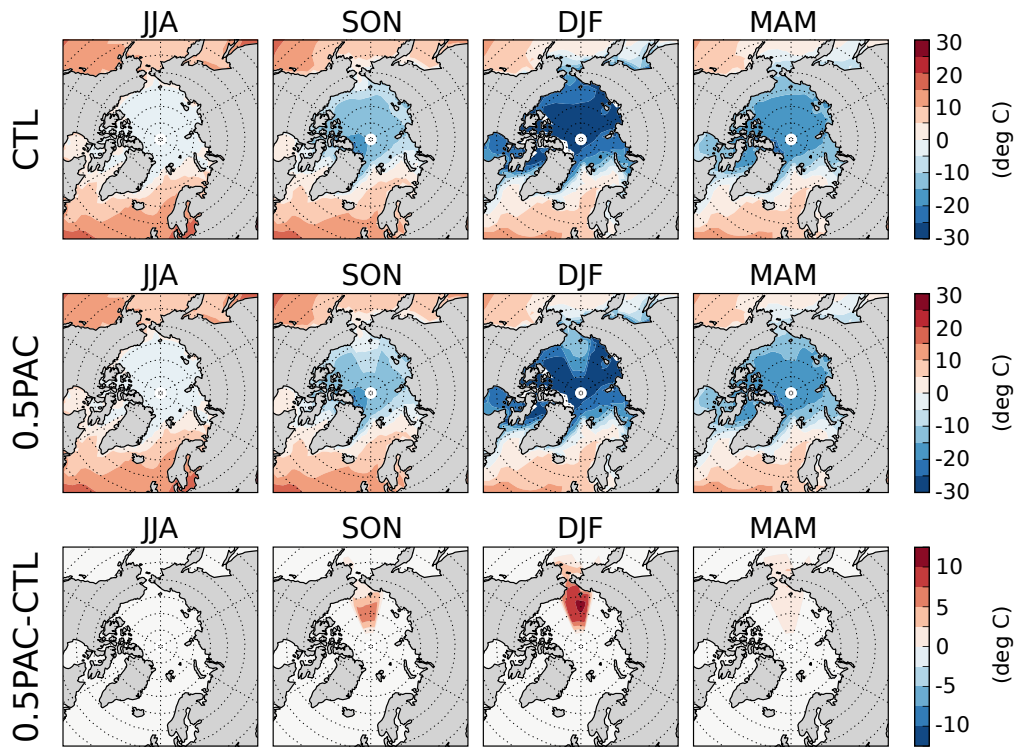 JJA SON DJF MAM
CTL
30
20
10
0
-10
-20
-30
(deg C)
JJA SON DJF MAM
0.5PAC
30
20
10
0
-10
-20
-30
(deg C)
JJA SON DJF MAM
0.5PAC-CTL
10
5
0
-5
-10
(deg C)